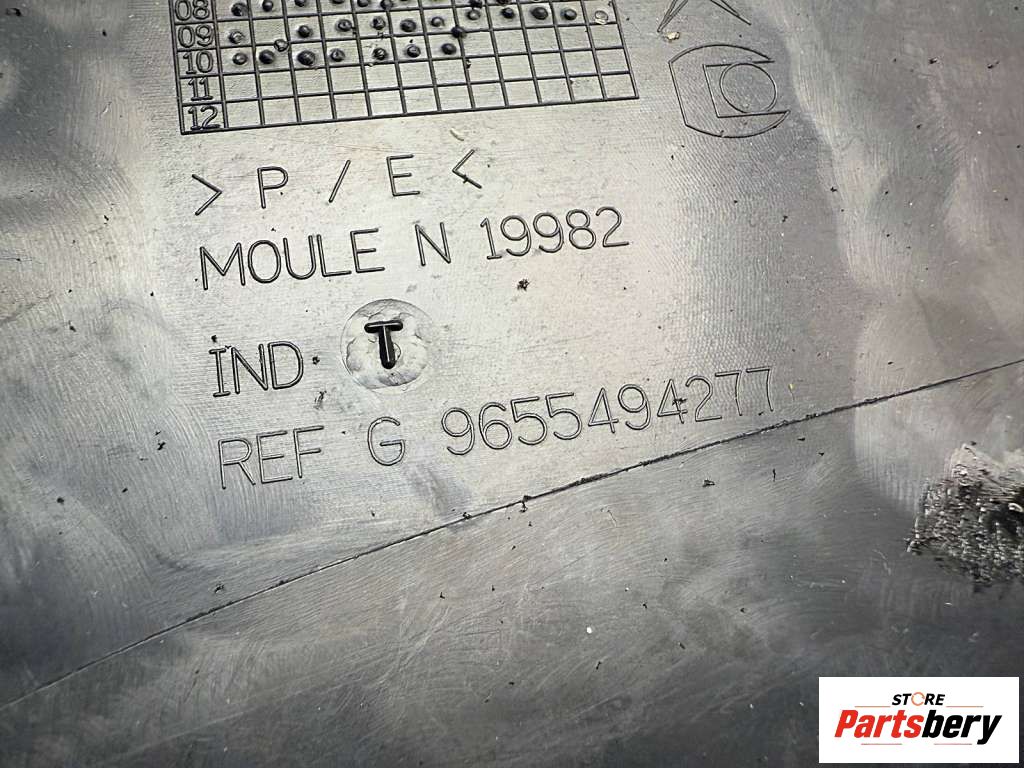 08
09
10
11
12
> P / E <
MOULE N 19982
IND T
REF G 9655494277
STORE
Partsbery